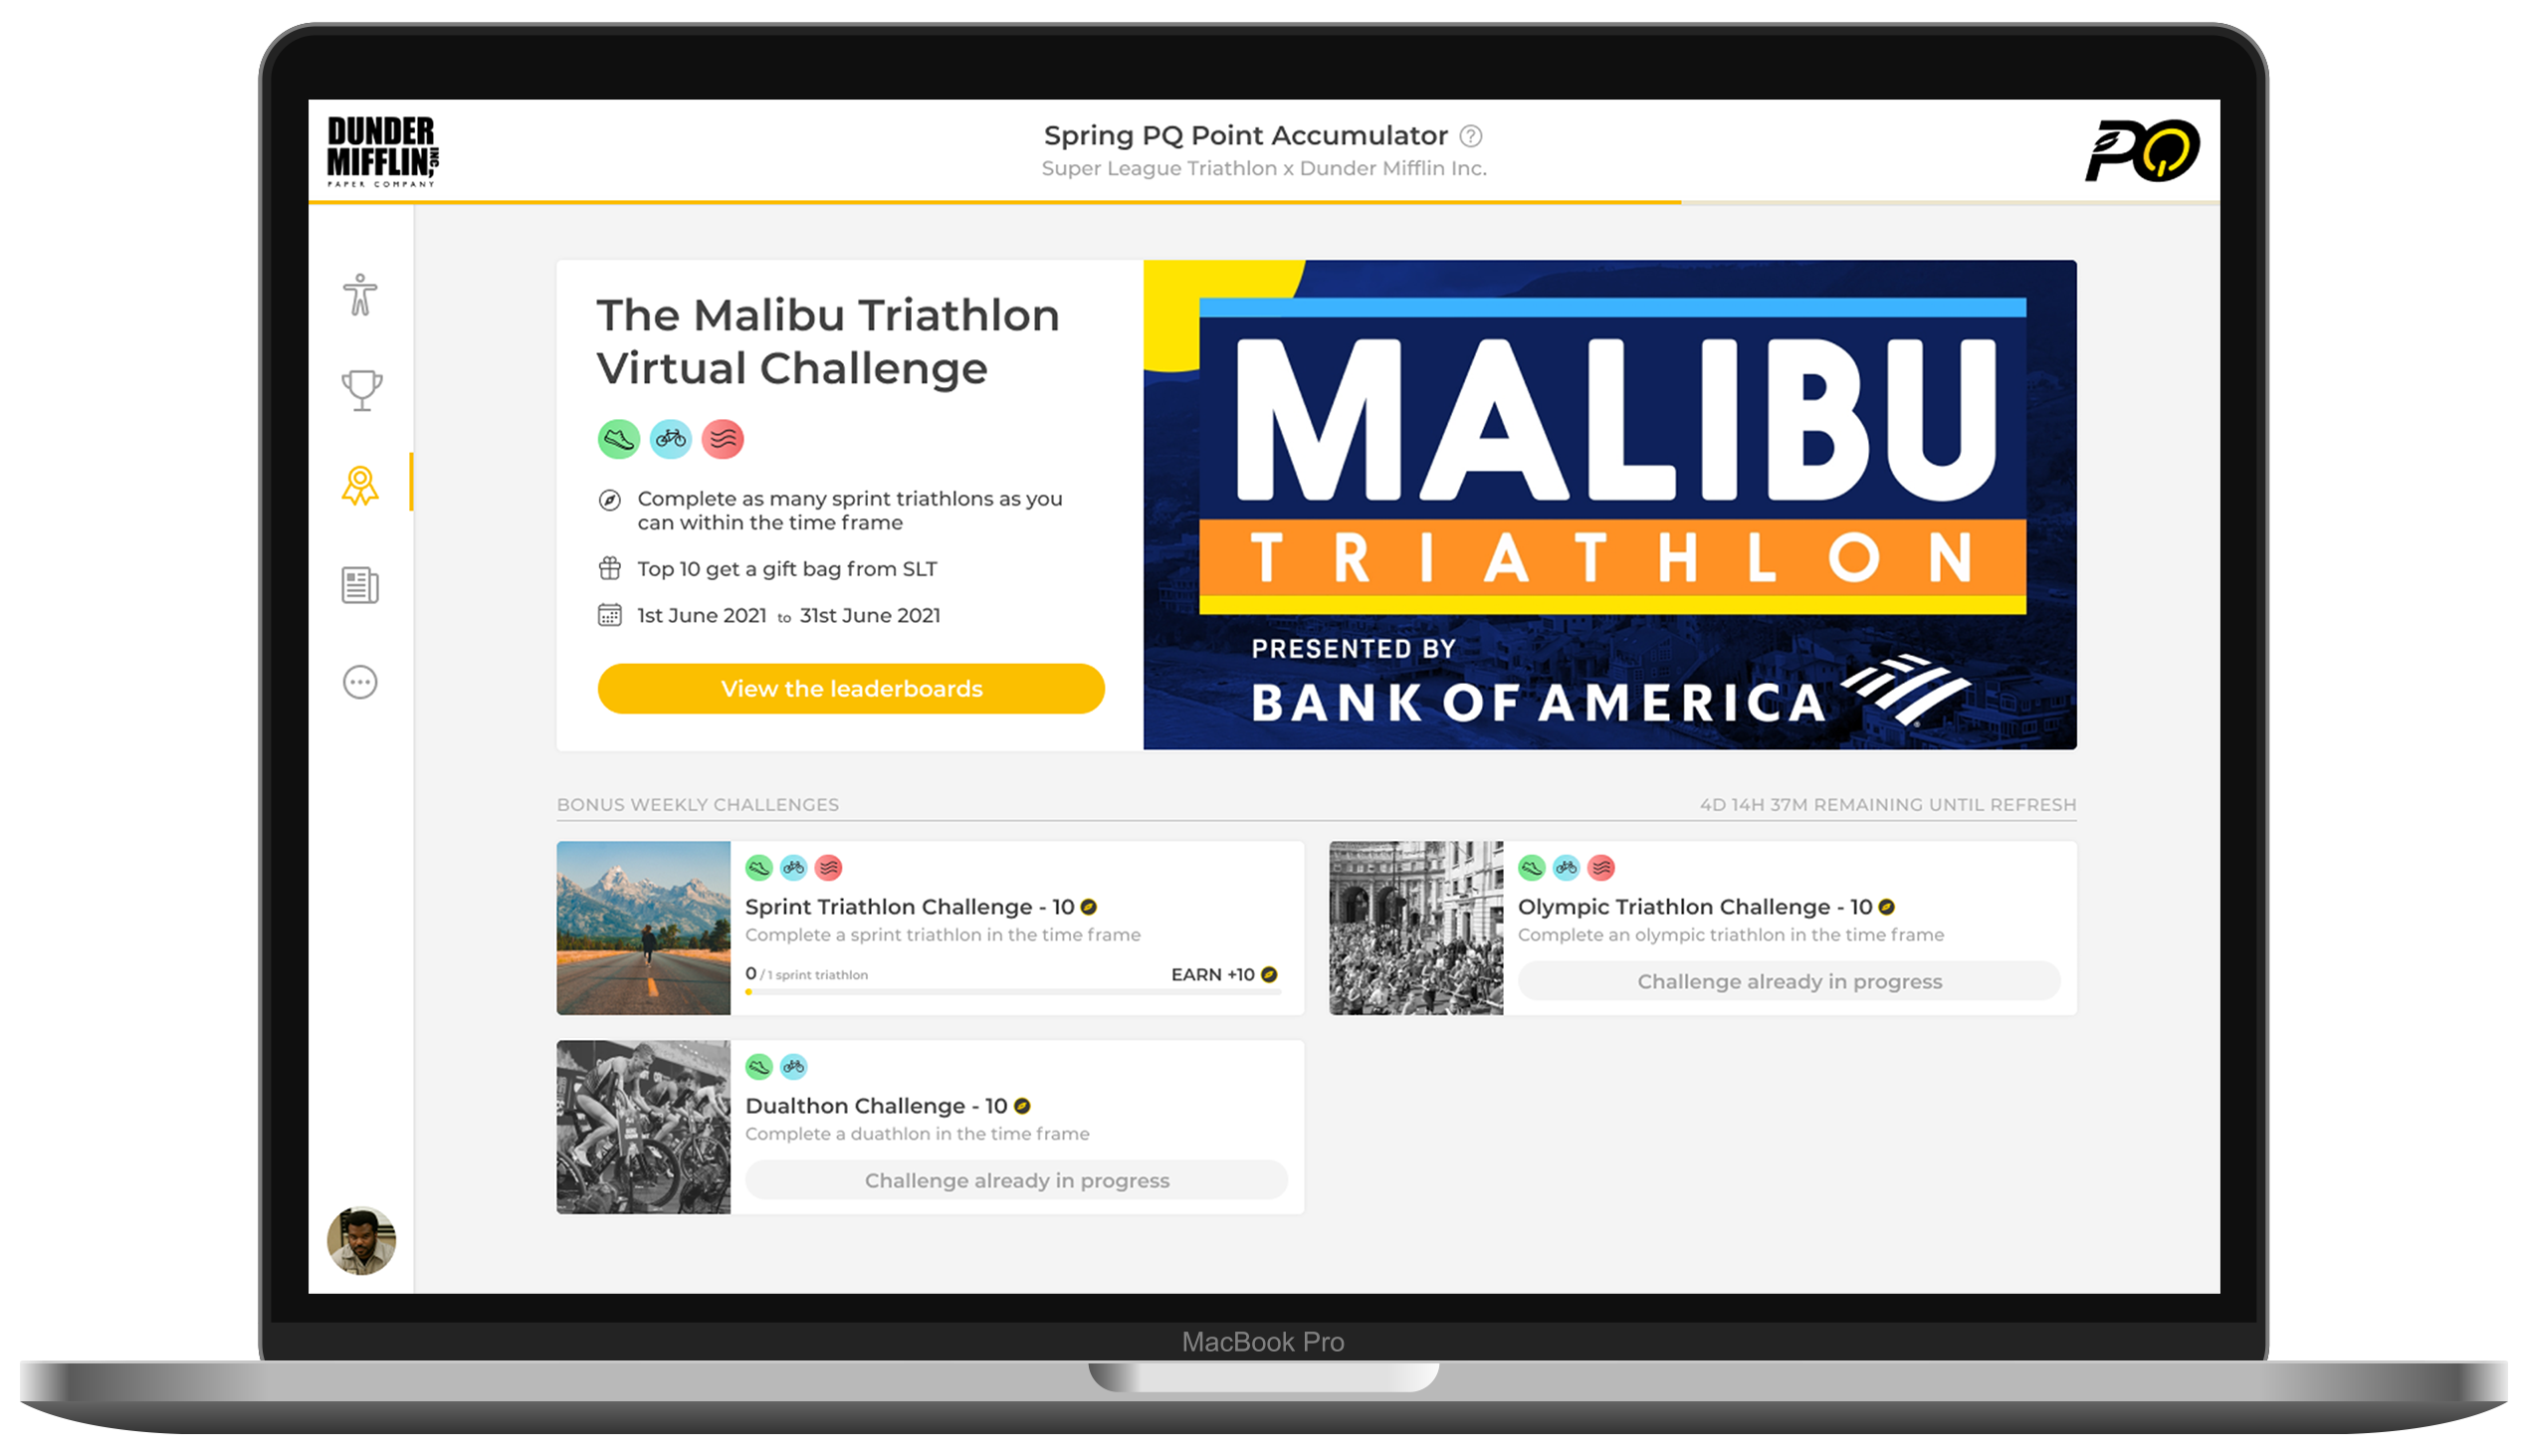 DUNDER
MIFFLIN, INC
PAPER COMPANY
Spring PQ Point Accumulator ?
Super League Triathlon x Dunder Mifflin Inc.
PQ
The Malibu Triathlon
Virtual Challenge
Complete as many sprint triathlons as you
can within the time frame
Top 10 get a gift bag from SLT
1st June 2021 to 31st June 2021
View the leaderboards
MALIBU
TRIATHLON
PRESENTED BY
BANK OF AMERICA
BONUS WEEKLY CHALLENGES
4D 14H 37M REMAINING UNTIL REFRESH
Sprint Triathlon Challenge - 10
Complete a sprint triathlon in the time frame
0 / 1 sprint triathlon
EARN +10
Olympic Triathlon Challenge - 10
Complete an olympic triathlon in the time frame
Challenge already in progress
Dualthon Challenge - 10
Complete a duathlon in the time frame
Challenge already in progress
MacBook Pro